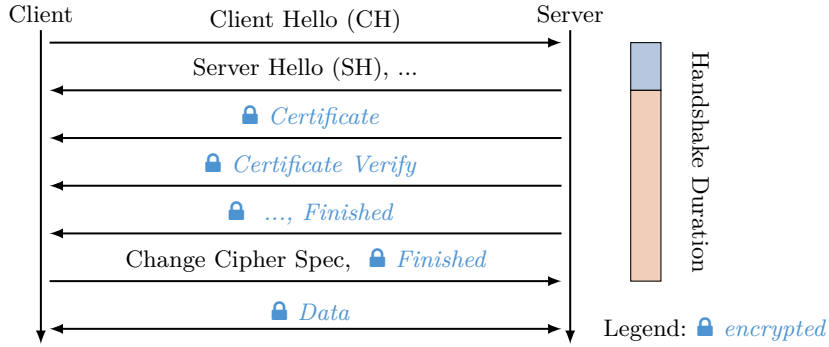 Client
Server
Client Hello (CH)
Server Hello (SH), ...
Certificate
Certificate Verify
..., Finished
Change Cipher Spec, Finished
Data
Handshake Duration
Legend: encrypted